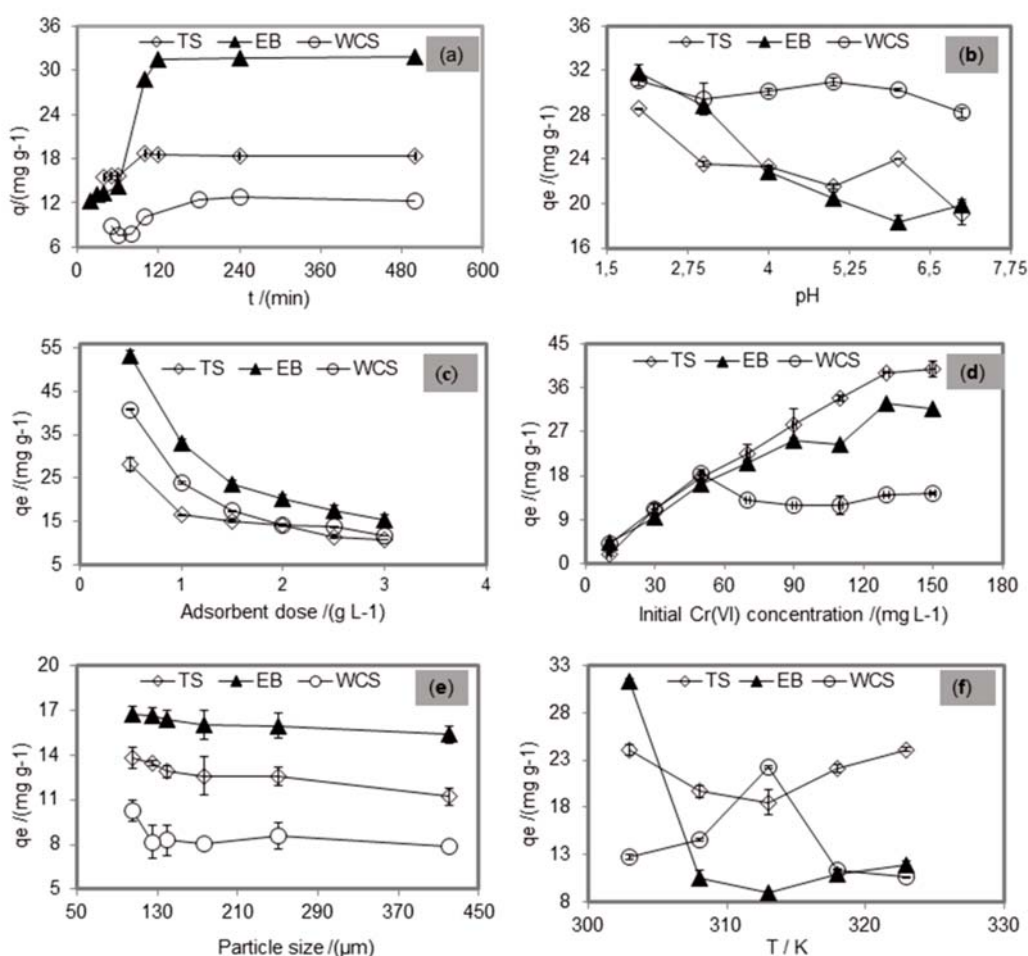 TS EB WCS (a)
36
30
24
18
12
6
q/(mg g-1)
0 120 240 360 480 600
t /(min)
TS EB WCS (b)
36
32
28
24
20
16
qe /(mg g-1)
1,5 2,75 4 5,25 6,5 7,75
pH
TS EB WCS (c)
55
45
35
25
15
5
qe /(mg g-1)
0 1 2 3 4
Adsorbent dose /(g L-1)
TS EB WCS (d)
45
36
27
18
9
0
qe /(mg g-1)
0 30 60 90 120 150 180
Initial Cr(VI) concentration /(mg L-1)
TS EB WCS (e)
20
17
14
11
8
5
qe /(mg g-1)
50 130 210 290 370 450
Particle size /(µm)
TS EB WCS (f)
33
28
23
18
13
8
qe /(mg g-1)
300 310 320 330
T / K